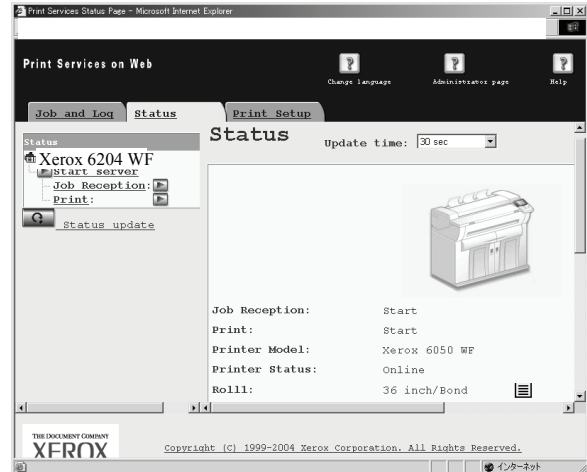 Print Services Status Page - Microsoft Internet Explorer
Print Services on Web
Change language
Administrator page
Help
Job and Log
Status
Print Setup
Status
Xerox 6204 WF
Start server
Job Reception:
Print:
Status update
Status
Update time: 30 sec
Job Reception: Start
Print: Start
Printer Model: Xerox 6050 WF
Printer Status: Online
Roll1: 36 inch/Bond
THE DOCUMENT COMPANY
XEROX
Copyright (C) 1999-2004 Xerox Corporation. All Rights Reserved.
インターネット